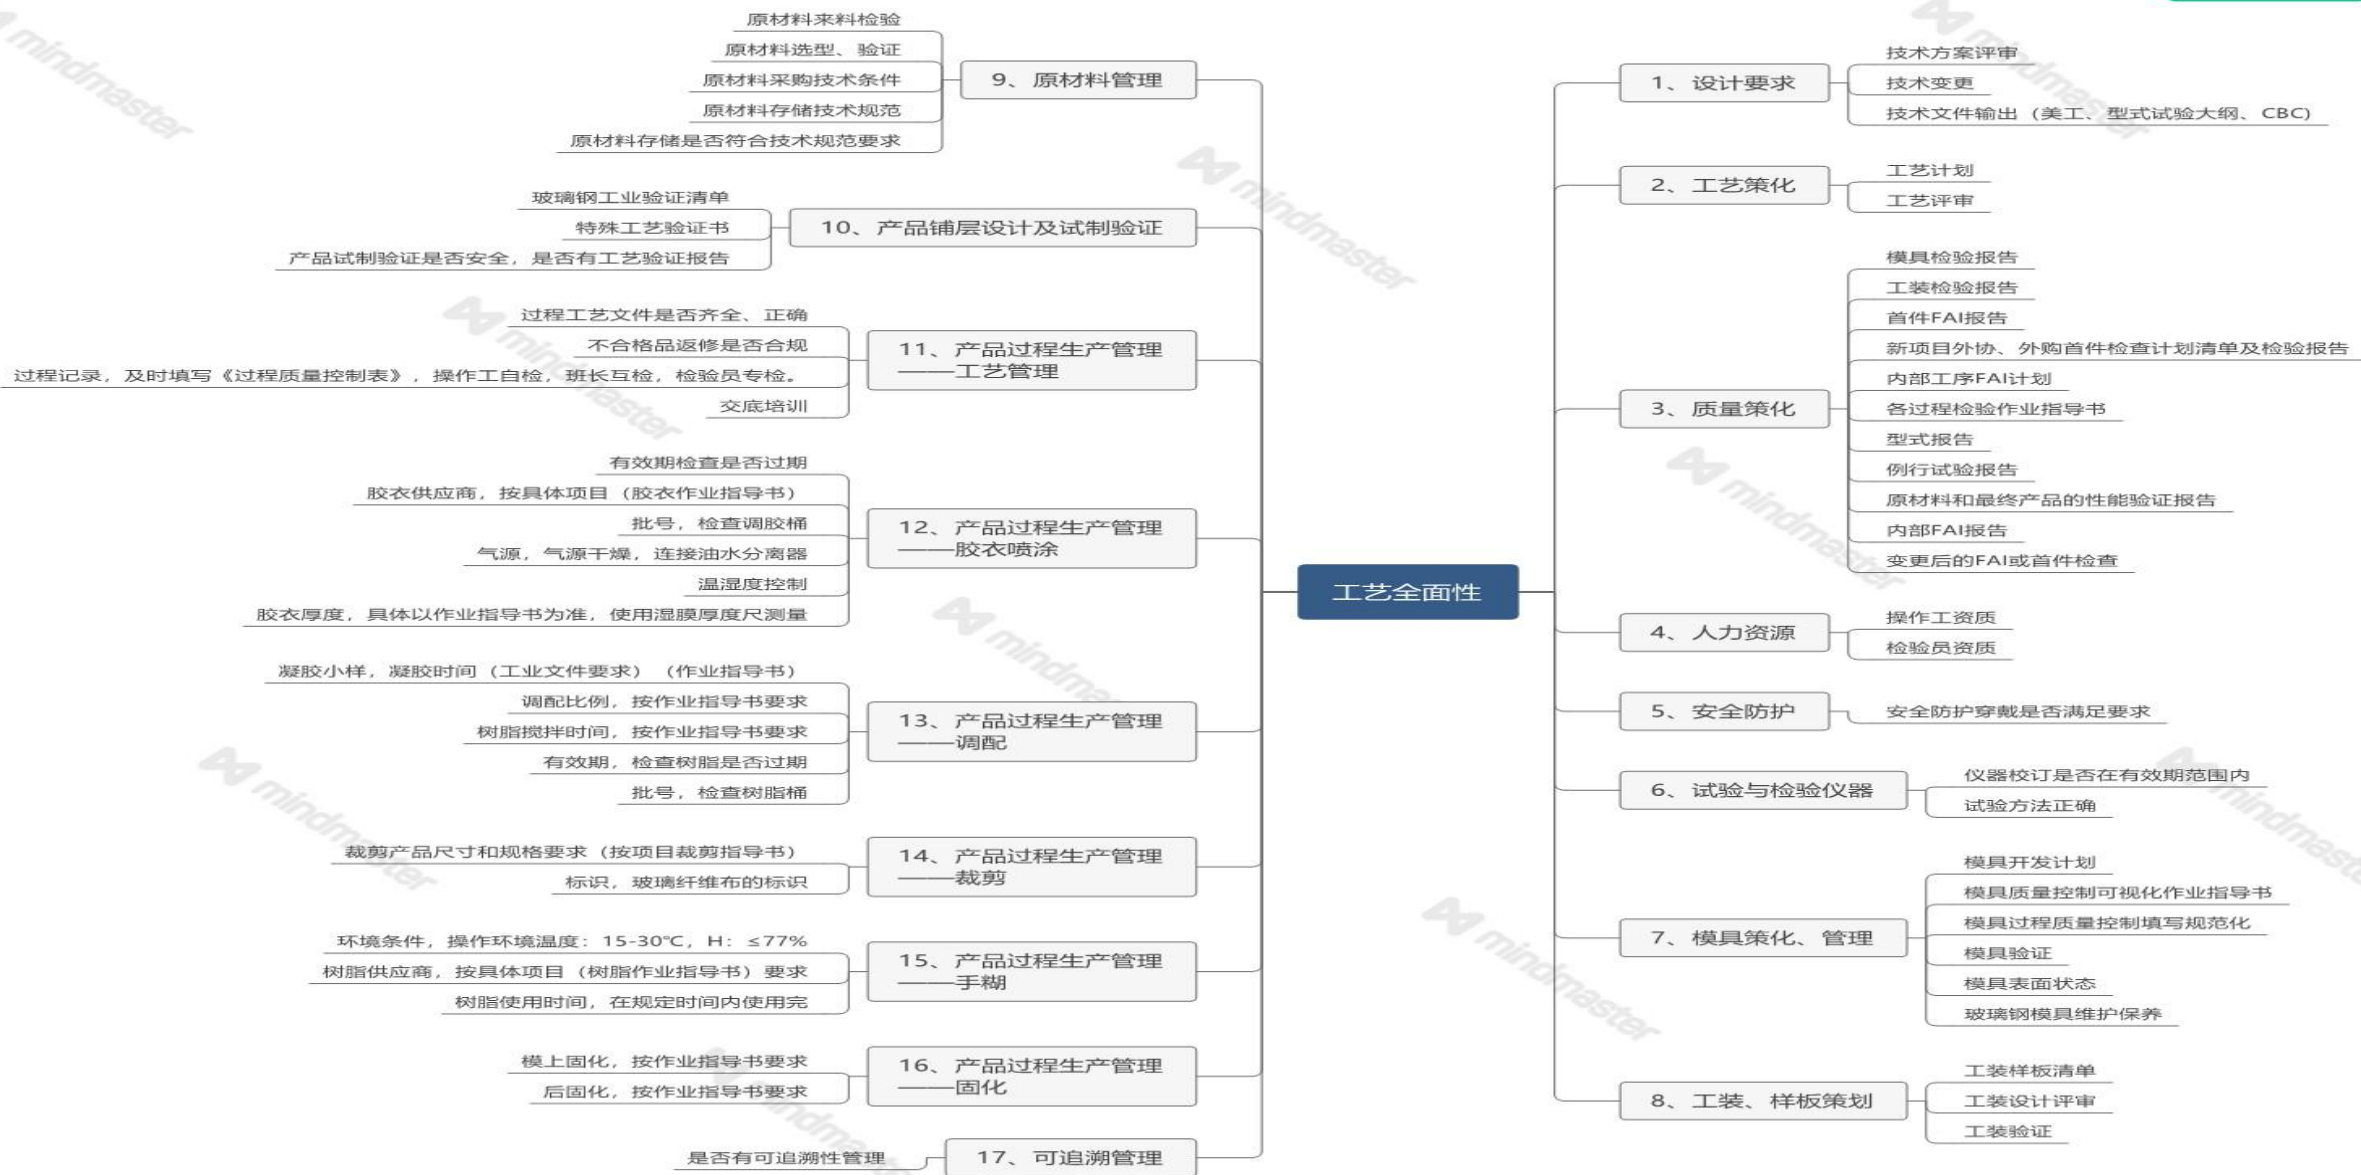 工艺全面性
1、设计要求
技术方案评审
技术变更
技术文件输出（美工、型式试验大纲、CBC）
2、工艺策化
工艺计划
工艺评审
3、质量策化
模具检验报告
工装检验报告
首件FAI报告
新项目外协、外购首件检查计划清单及检验报告
内部工序FAI计划
各过程检验作业指导书
型式报告
例行试验报告
原材料和最终产品的性能验证报告
内部FAI报告
变更后的FAI或首件检查
4、人力资源
操作工资质
检验员资质
5、安全防护
安全防护穿戴是否满足要求
6、试验与检验仪器
仪器校订是否在有效期范围内
试验方法正确
7、模具策化、管理
模具开发计划
模具质量控制可视化作业指导书
模具过程质量控制填写规范化
模具验证
模具表面状态
玻璃钢模具维护保养
8、工装、样板策划
工装样板清单
工装设计评审
工装验证
9、原材料管理
原材料来料检验
原材料选型、验证
原材料采购技术条件
原材料存储技术规范
原材料存储是否符合技术规范要求
10、产品铺层设计及试制验证
玻璃钢工业验证清单
特殊工艺验证书
产品试制验证是否安全，是否有工艺验证报告
11、产品过程生产管理
——工艺管理
过程工艺文件是否齐全、正确
不合格品返修是否合规
过程记录，及时填写《过程质量控制表》，操作工自检，班长互检，检验员专检。
交底培训
12、产品过程生产管理
——胶衣喷涂
有效期检查是否过期
胶衣供应商，按具体项目（胶衣作业指导书）
批号，检查调胶桶
气源，气源干燥，连接油水分离器
温湿度控制
胶衣厚度，具体以作业指导书为准，使用湿膜厚度尺测量
13、产品过程生产管理
——调配
凝胶小样，凝胶时间（工业文件要求）（作业指导书）
调配比例，按作业指导书要求
树脂搅拌时间，按作业指导书要求
有效期，检查树脂是否过期
批号，检查树脂桶
14、产品过程生产管理
——裁剪
裁剪产品尺寸和规格要求（按项目裁剪指导书）
标识，玻璃纤维布的标识
15、产品过程生产管理
——手糊
环境条件，操作环境温度：15-30℃，H：≤77%
树脂供应商，按具体项目（树脂作业指导书）要求
树脂使用时间，在规定时间内使用完
16、产品过程生产管理
——固化
模上固化，按作业指导书要求
后固化，按作业指导书要求
17、可追溯管理
是否有可追溯性管理
mindmaster
mindmaster
mindmaster
mindmaster
mindmaster
mindmaster
mindmaster
mindmaster
mindmaster
mindmaster